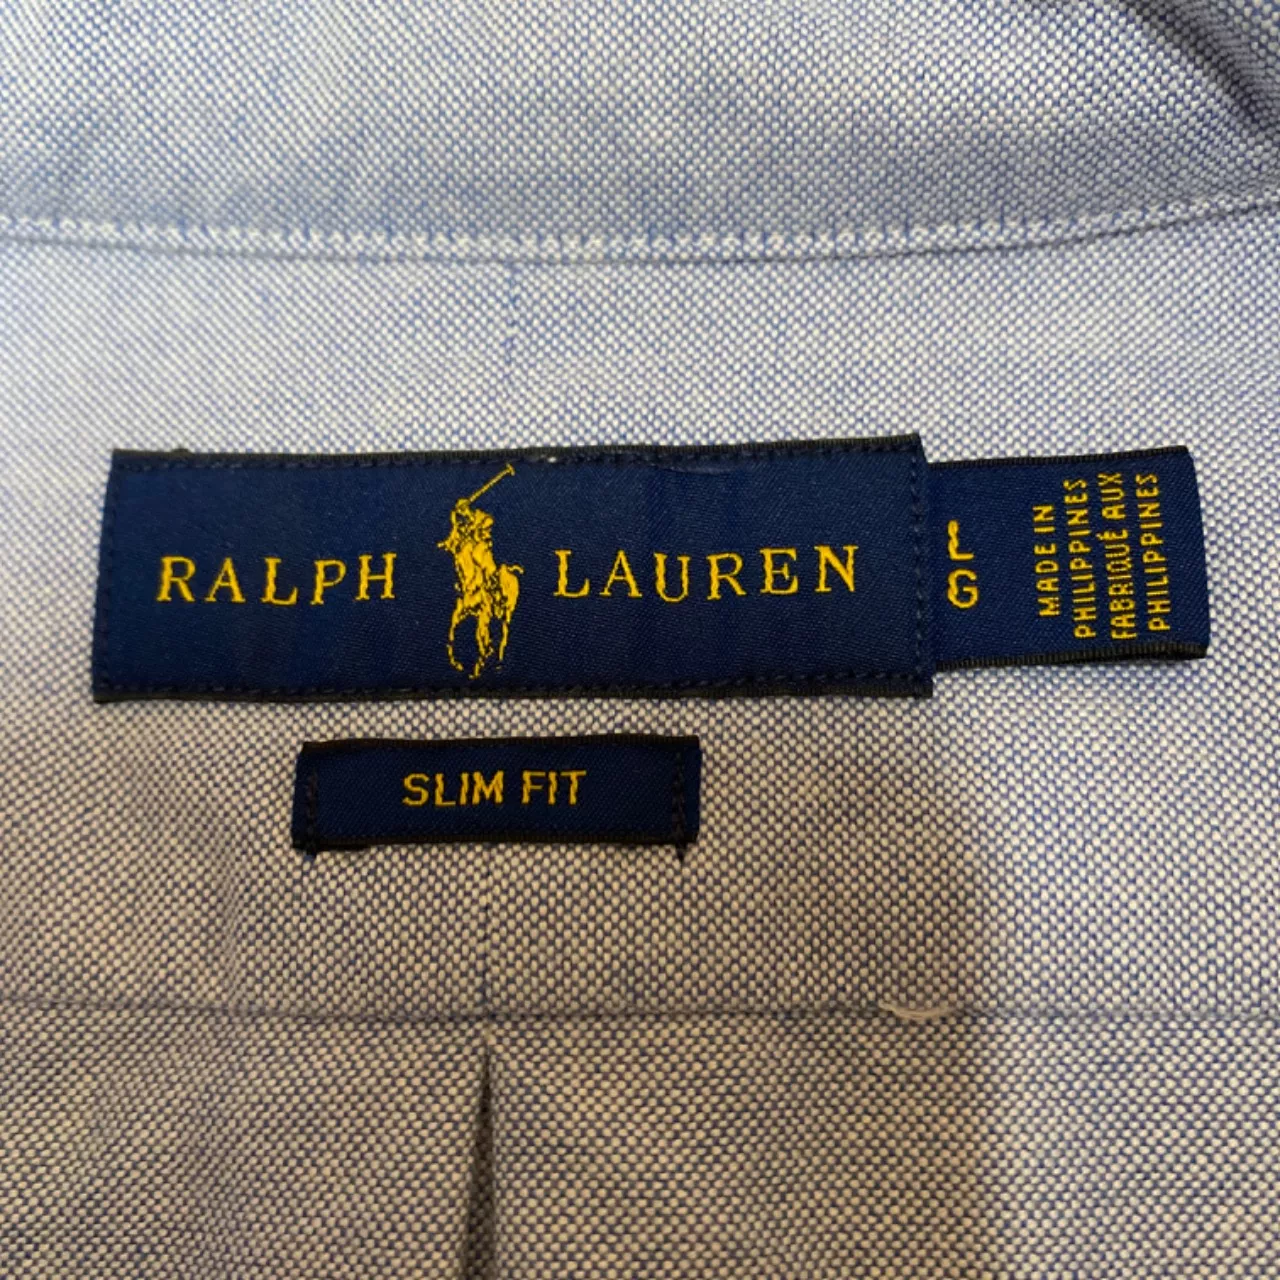 RALPH LAUREN
L
G
MADE IN
PHILIPPINES
FABRIQUÉ AUX
PHILIPPINES
SLIM FIT